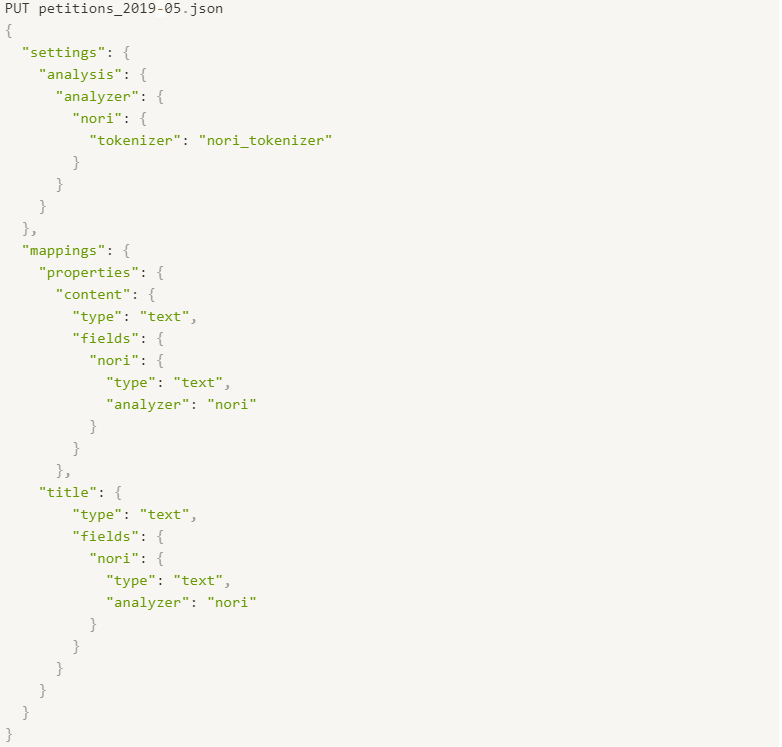 PUT petitions_2019-05.json
{
  "settings": {
    "analysis": {
      "analyzer": {
        "nori": {
          "tokenizer": "nori_tokenizer"
        }
      }
    }
  },
  "mappings": {
    "properties": {
      "content": {
        "type": "text",
        "fields": {
          "nori": {
            "type": "text",
            "analyzer": "nori"
          }
        }
      },
    "title": {
        "type": "text",
        "fields": {
          "nori": {
            "type": "text",
            "analyzer": "nori"
          }
        }
      }
    }
  }
}